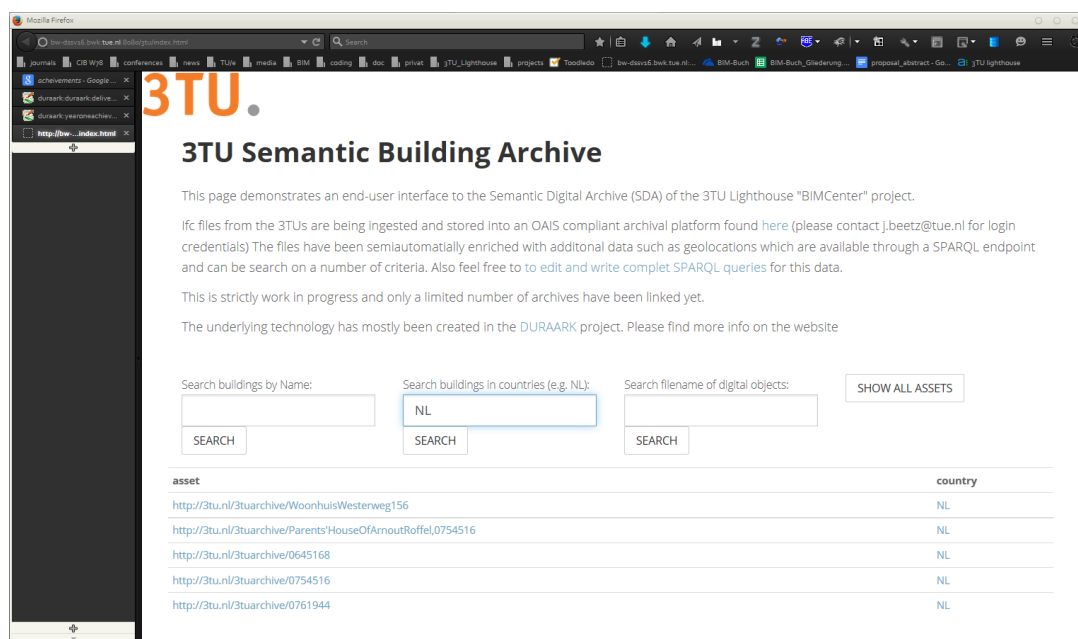 Mozilla Firefox
bw-dssvs6.bwk.tue.nl:8080/3tu/index.html
Search
journals CIB W78 conferences news TU/e media BIM coding doc privat 3TU_Lighthouse projects Toodledo bw-dssvs6.bwk.tue.nl:... BIM-Buch BIM-Buch_Gliederung.... proposal_abstract - Go... 3TU lighthouse
acheivements - Google ...
duraark:duraark:delive...
duraark:yearoneachiev...
http://bw-...index.html
3TU.
3TU Semantic Building Archive
This page demonstrates an end-user interface to the Semantic Digital Archive (SDA) of the 3TU Lighthouse "BIMCenter" project.
Ifc files from the 3TUs are being ingested and stored into an OAIS compliant archival platform found here (please contact j.beetz@tue.nl for login
credentials) The files have been semiautomatially enriched with additonal data such as geolocations which are available through a SPARQL endpoint
and can be search on a number of criteria. Also feel free to to edit and write complet SPARQL queries for this data.
This is strictly work in progress and only a limited number of archives have been linked yet.
The underlying technology has mostly been created in the DURAARK project. Please find more info on the website
Search buildings by Name: Search buildings in countries (e.g. NL): Search filename of digital objects: SHOW ALL ASSETS
NL
SEARCH SEARCH SEARCH
asset country
http://3tu.nl/3tuarchive/WoonhuisWesterweg156 NL
http://3tu.nl/3tuarchive/Parents'HouseOfArnoutRoffel,0754516 NL
http://3tu.nl/3tuarchive/0645168 NL
http://3tu.nl/3tuarchive/0754516 NL
http://3tu.nl/3tuarchive/0761944 NL